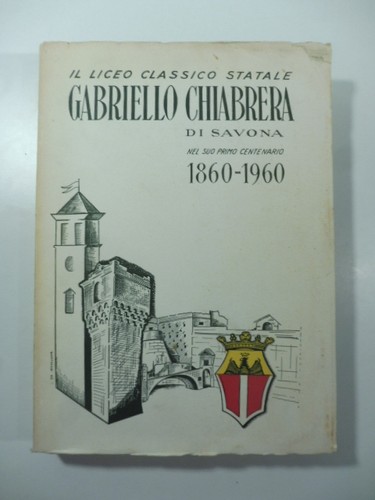 IL LICEO CLASSICO STATALE
GABRIELLO CHIABRERA
DI SAVONA
NEL SUO PRIMO CENTENARIO
1860-1960